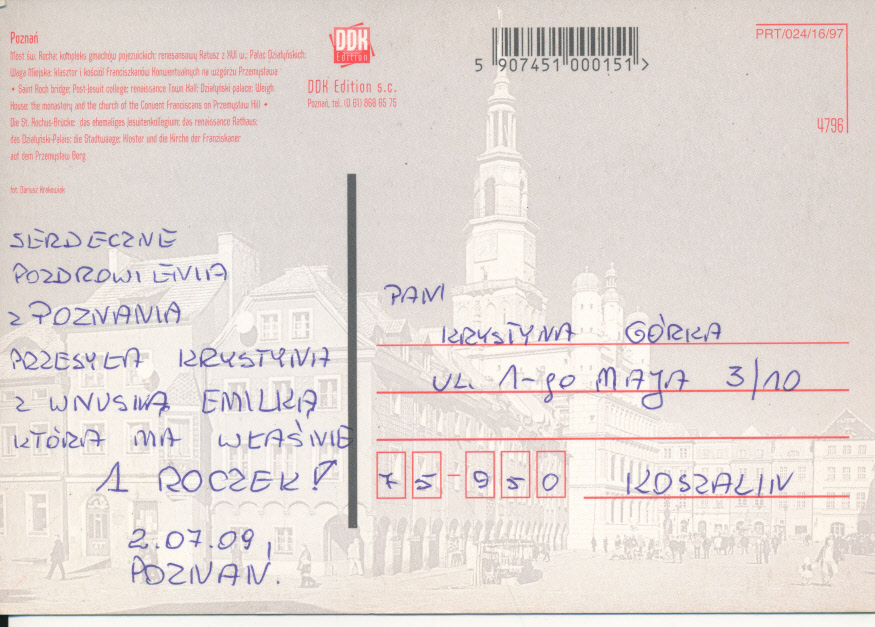 Poznań
Most św. Rocha; kompleks gmachów pojezuickich; renesansowy Ratusz z XVI w.; Pałac Działyńskich;
Waga Miejska; klasztor i kościół Franciszkanów Konwentualnych na wzgórzu Przemysława
• Saint Roch bridge; Post-Jesuit college; renaissance Town Hall; Działyński palace; Weigh
House; the monastery and the church of the Convent Franciscans on Przemysław Hill •
Die St. Rochus-Brücke; das ehemaliges Jesuitenkollegium; das renaissance Rathaus;
das Działyński-Palais; die Stadtwaage; Kloster und die Kirche der Franziskaner
auf dem Przemysław Berg
fot. Dariusz Krakowiak
DDK
Edition
DDK Edition s.c.
Poznań, tel. (0 61) 868 65 75
5 907451 000151 >
PRT/024/16/97
4796
SERDECZNE
POZDROWIENIA
Z POZNANIA
PRZESYŁA KRYSTYNA
Z WNUSIĄ EMILKĄ
KTÓRA MA WŁAŚNIE
1 ROCZEK!
2.07.09,
POZNAŃ.
PANI
KRYSTYNA GÓRKA
UL. 1-go MAJA 3/10
75-950 KOSZALIN